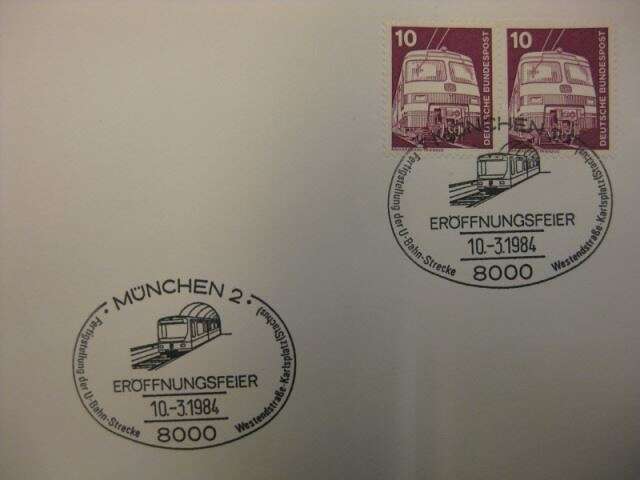 10
DEUTSCHE BUNDESPOST
10
DEUTSCHE BUNDESPOST
MÜNCHEN
ERÖFFNUNGSFEIER
10.-3.1984
8000
Fertigstellung der U-Bahn-Strecke Westendstraße-Karlsplatz (Stachus)
MÜNCHEN 2
ERÖFFNUNGSFEIER
10.-3.1984
8000
Fertigstellung der U-Bahn-Strecke Westendstraße-Karlsplatz (Stachus)